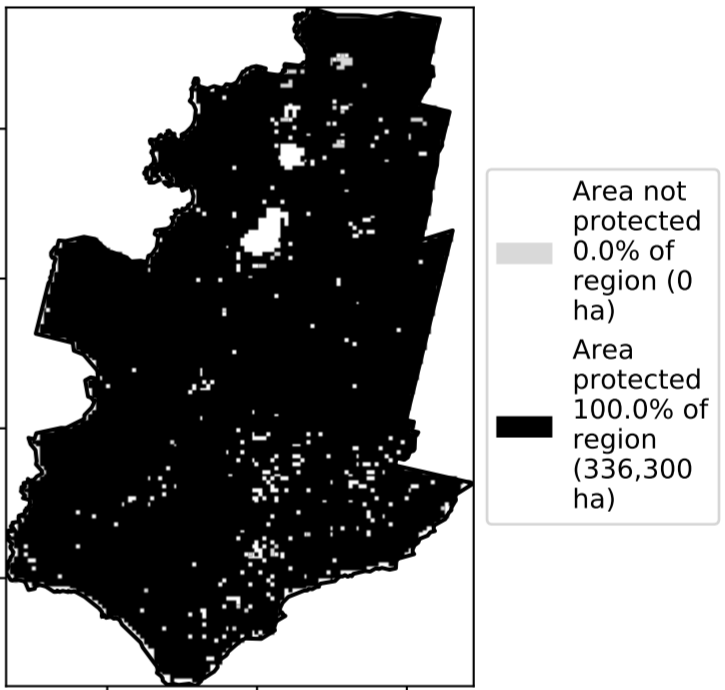 Area not
protected
0.0% of
region (0
ha)
Area
protected
100.0% of
region
(336,300
ha)